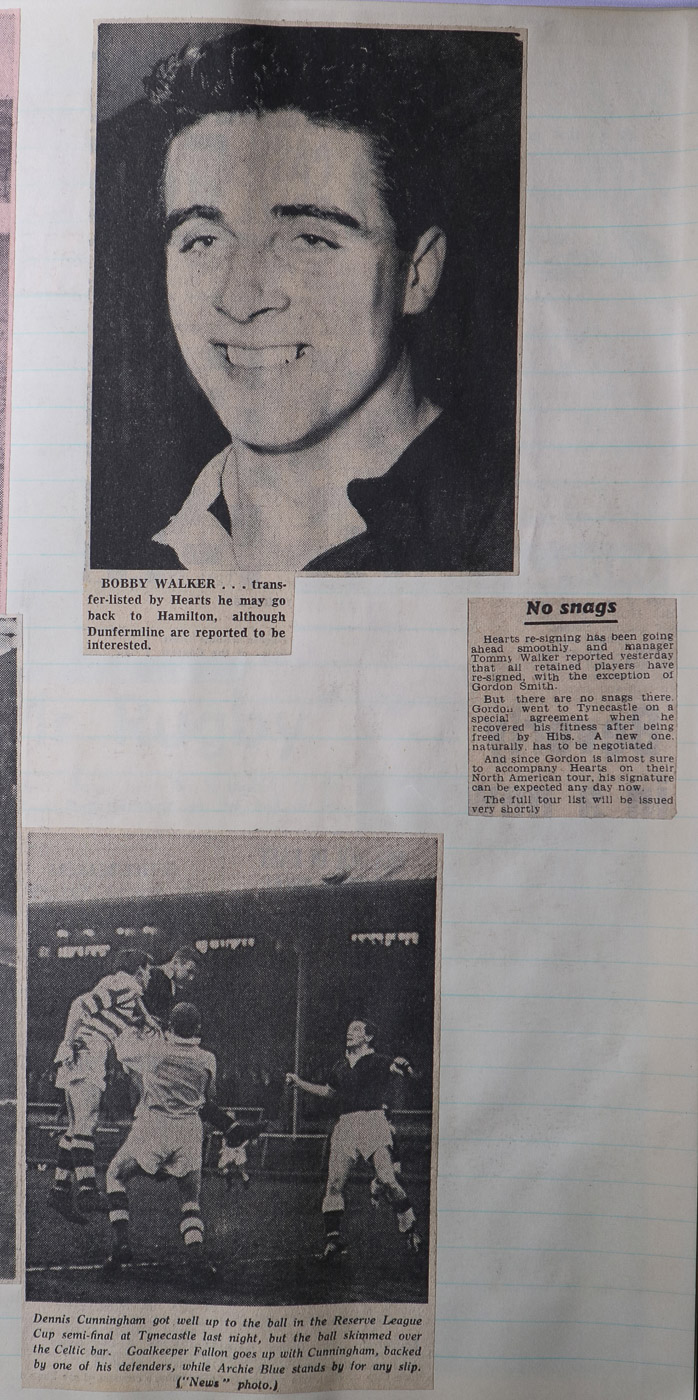 BOBBY WALKER . . . trans-
fer-listed by Hearts he may go
back to Hamilton, although
Dunfermline are reported to be
interested.
No snags
Hearts re-signing has been going
ahead smoothly and manager
Tommy Walker reported yesterday
that all retained players have
re-signed, with the exception of
Gordon Smith.
But there are no snags there.
Gordon went to Tynecastle on a
special agreement when he
recovered his fitness after being
freed by Hibs. A new one,
naturally, has to be negotiated.
And since Gordon is almost sure
to accompany Hearts on their
North American tour, his signature
can be expected any day now.
The full tour list will be issued
very shortly
Dennis Cunningham got well up to the ball in the Reserve League
Cup semi-final at Tynecastle last night, but the ball skimmed over
the Celtic bar. Goalkeeper Fallon goes up with Cunningham, backed
by one of his defenders, while Archie Blue stands by for any slip.
("News" photo.)